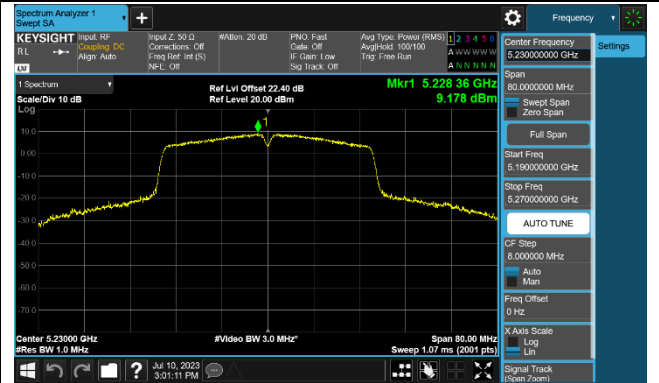 Spectrum Analyzer 1
Swept SA
Frequency
KEYSIGHT
RL
Input: RF
Coupling: DC
Align: Auto
Input Z: 50 Ω
Corrections: Off
Freq Ref: Int (S)
NFE: Off
#Atten: 20 dB
PNO: Fast
Gate: Off
IF Gain: Low
Sig Track: Off
Avg Type: Power (RMS)
Avg|Hold: 100/100
Trig: Free Run
1 2 3 4 5 6
A W W W W W
A N N N N N
LXI
1 Spectrum
Scale/Div 10 dB
Log
Ref Lvl Offset 22.40 dB
Ref Level 20.00 dBm
Mkr1 5.228 36 GHz
9.178 dBm
1
10.0
0.00
-10.0
-20.0
-30.0
-40.0
-50.0
-60.0
-70.0
Center 5.23000 GHz
#Res BW 1.0 MHz
#Video BW 3.0 MHz*
Span 80.00 MHz
Sweep 1.07 ms (2001 pts)
Center Frequency
5.230000000 GHz
Settings
Span
80.0000000 MHz
Swept Span
Zero Span
Full Span
Start Freq
5.190000000 GHz
Stop Freq
5.270000000 GHz
AUTO TUNE
CF Step
8.000000 MHz
Auto
Man
Freq Offset
0 Hz
X Axis Scale
Log
Lin
Signal Track
(Span Zoom)
?
Jul 10, 2023
3:01:11 PM